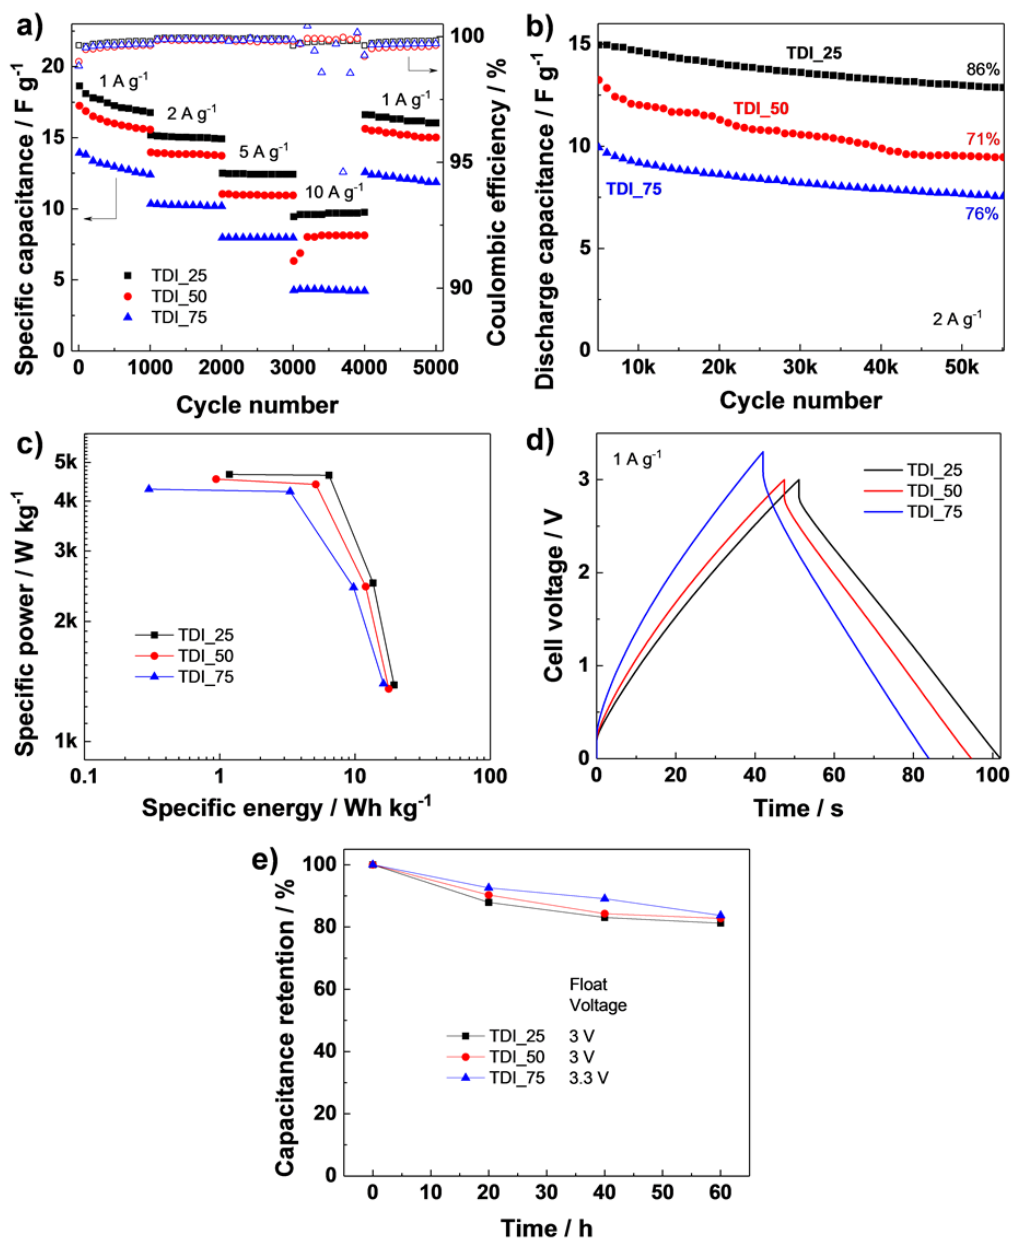 a)
Specific capacitance / F g⁻¹
20
15
10
5
0
1 A g⁻¹
2 A g⁻¹
5 A g⁻¹
10 A g⁻¹
1 A g⁻¹
TDI_25
TDI_50
TDI_75
0 1000 2000 3000 4000 5000
Cycle number
100
95
90
Coulombic efficiency / %
b)
Discharge capacitance / F g⁻¹
15
10
5
0
TDI_25
86%
TDI_50
71%
TDI_75
76%
2 A g⁻¹
10k 20k 30k 40k 50k
Cycle number
c)
Specific power / W kg⁻¹
5k
4k
3k
2k
1k
TDI_25
TDI_50
TDI_75
0.1 1 10 100
Specific energy / Wh kg⁻¹
d)
Cell voltage / V
3
2
1
0
1 A g⁻¹
TDI_25
TDI_50
TDI_75
0 20 40 60 80 100
Time / s
e)
Capacitance retention / %
100
80
60
40
20
0
Float
Voltage
TDI_25 3 V
TDI_50 3 V
TDI_75 3.3 V
0 10 20 30 40 50 60
Time / h